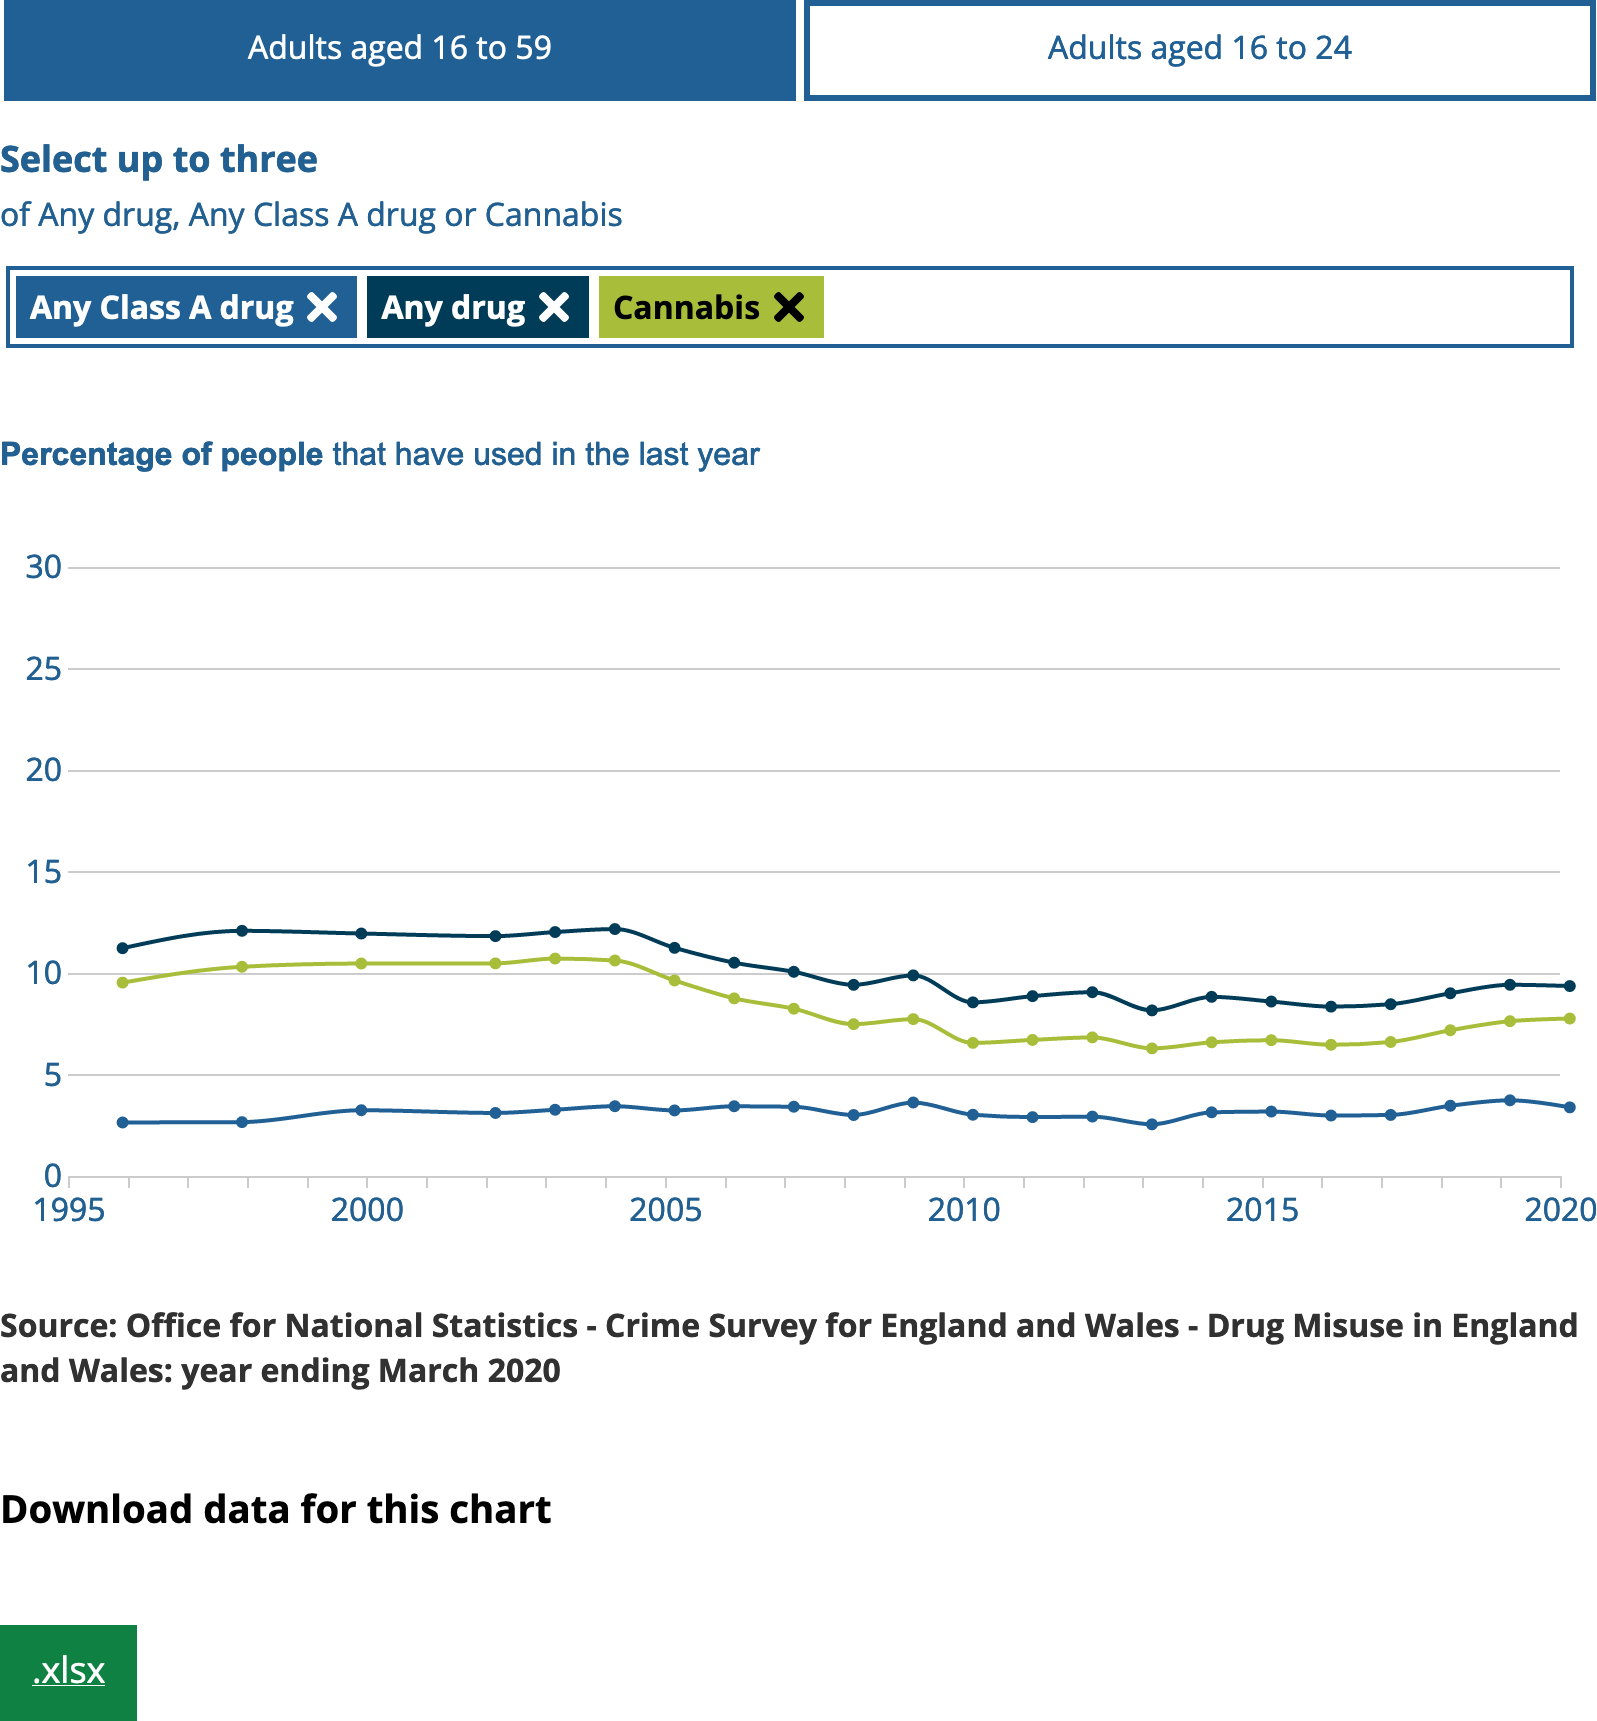 Adults aged 16 to 59
Adults aged 16 to 24
Select up to three
of Any drug, Any Class A drug or Cannabis
Any Class A drug
Any drug
Cannabis
Percentage of people that have used in the last year
30
25
20
15
10
5
0
1995 2000 2005 2010 2015 2020
Source: Office for National Statistics - Crime Survey for England and Wales - Drug Misuse in England
and Wales: year ending March 2020
Download data for this chart
.xlsx